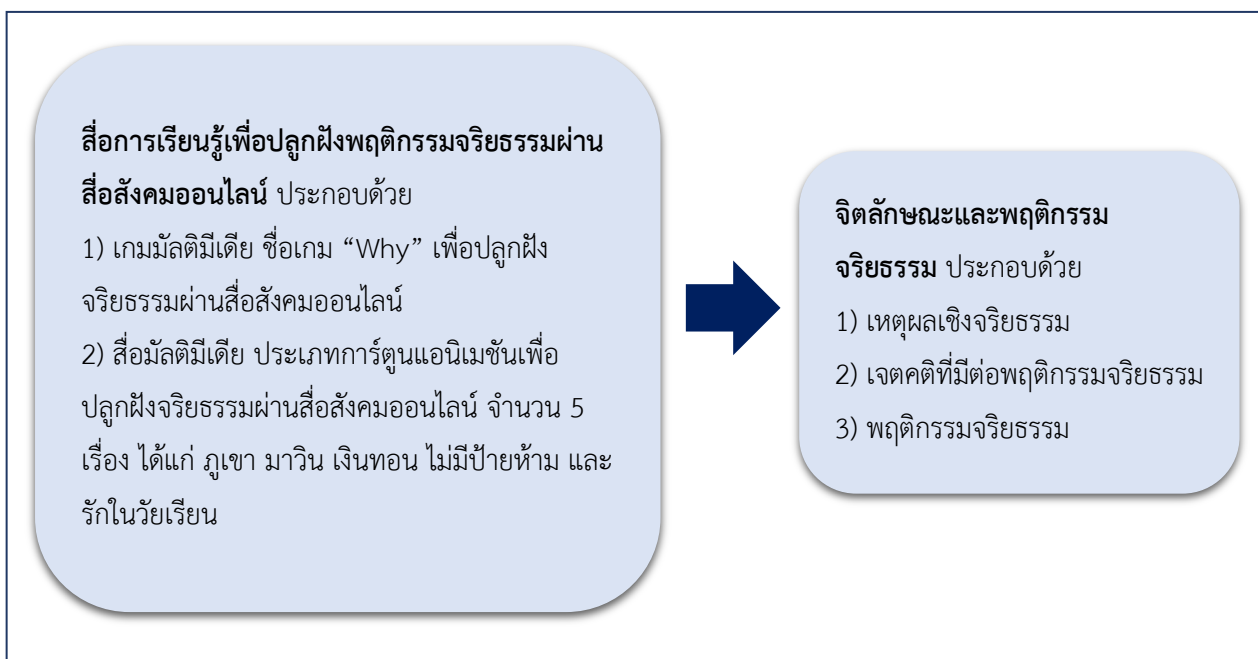 สื่อการเรียนรู้เพื่อปลูกฝังพฤติกรรมจริยธรรมผ่าน
สื่อสังคมออนไลน์ ประกอบด้วย
1) เกมมัลติมีเดีย ชื่อเกม “Why” เพื่อปลูกฝัง
จริยธรรมผ่านสื่อสังคมออนไลน์
2) สื่อมัลติมีเดีย ประเภทการ์ตูนแอนิเมชันเพื่อ
ปลูกฝังจริยธรรมผ่านสื่อสังคมออนไลน์ จำนวน 5
เรื่อง ได้แก่ ภูเขา มาวิน เงินทอน ไม่มีป้ายห้าม และ
รักในวัยเรียน
จิตลักษณะและพฤติกรรม
จริยธรรม ประกอบด้วย
1) เหตุผลเชิงจริยธรรม
2) เจตคติที่มีต่อพฤติกรรมจริยธรรม
3) พฤติกรรมจริยธรรม